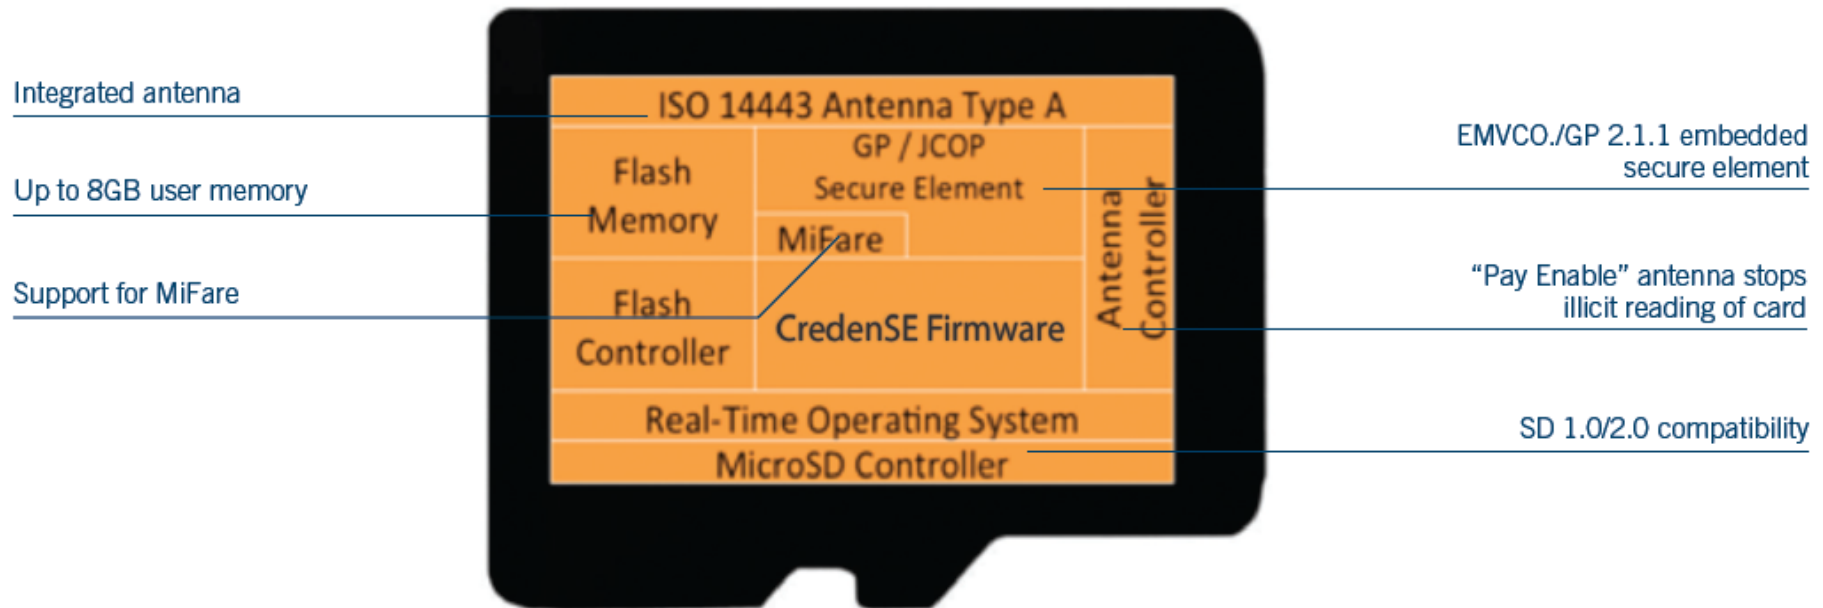 Integrated antenna
Up to 8GB user memory
Support for MiFare
ISO 14443 Antenna Type A
Flash
Memory
GP / JCOP
Secure Element
MiFare
Antenna
Controller
Flash
Controller
CredenSE Firmware
Real-Time Operating System
MicroSD Controller
EMVCO./GP 2.1.1 embedded
secure element
“Pay Enable” antenna stops
illicit reading of card
SD 1.0/2.0 compatibility